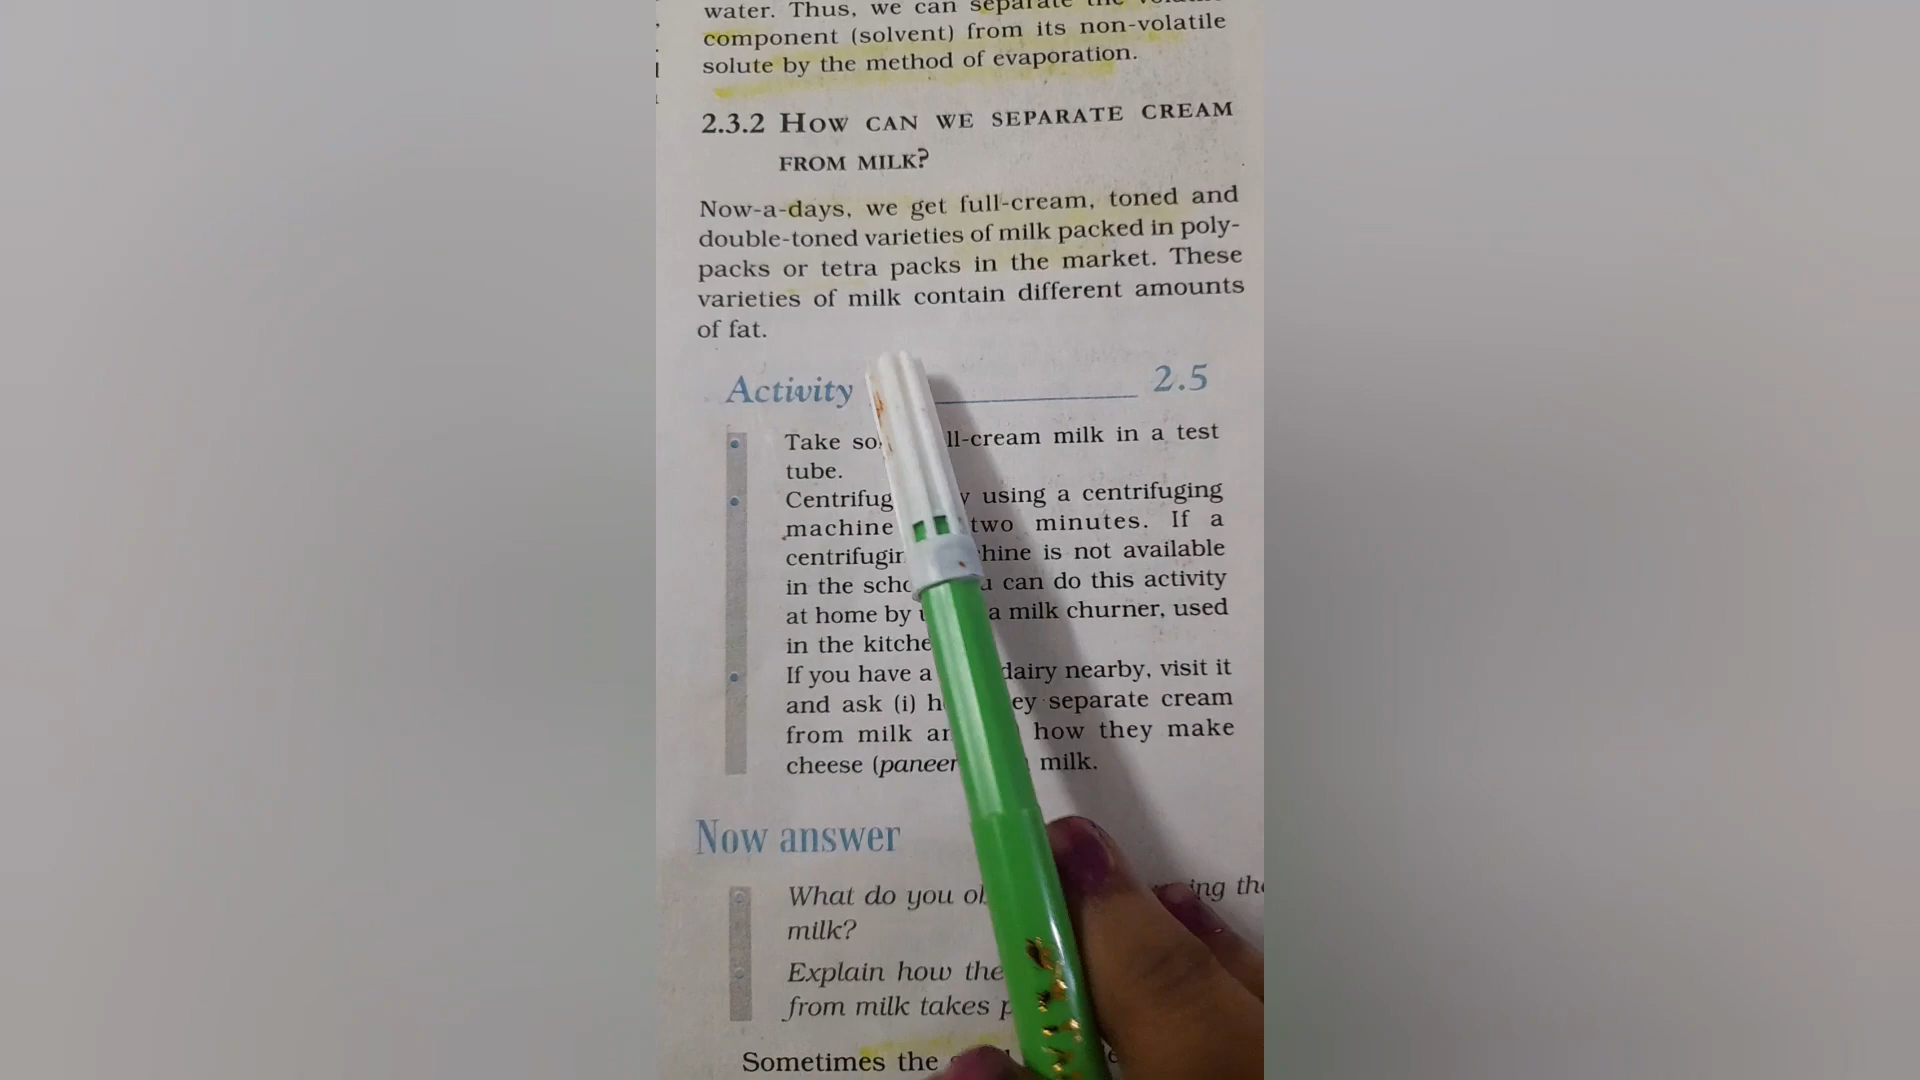 water. Thus, we can separate the
component (solvent) from its non-volatile
solute by the method of evaporation.
2.3.2 HOW CAN WE SEPARATE CREAM
FROM MILK?
Now-a-days, we get full-cream, toned and
double-toned varieties of milk packed in poly-
packs or tetra packs in the market. These
varieties of milk contain different amounts
of fat.
Activity 2.5
Take so ll-cream milk in a test
tube.
Centrifug y using a centrifuging
machine two minutes. If a
centrifugin hine is not available
in the scho u can do this activity
at home by a milk churner, used
in the kitche
If you have a dairy nearby, visit it
and ask (i) h ey separate cream
from milk an how they make
cheese (paneer milk.
Now answer
What do you ob ing the
milk?
Explain how the
from milk takes p
Sometimes the